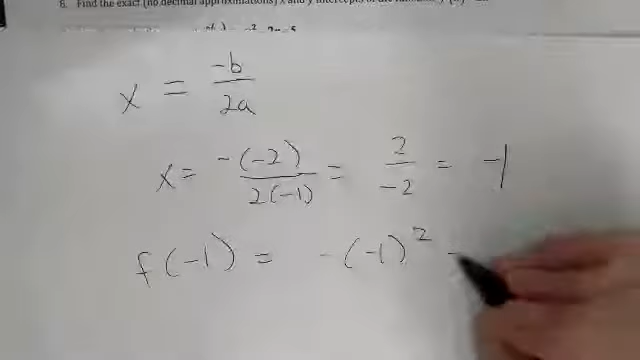 8. Find the exact (no decimal approximations) x and y intercepts of the
x = -b / 2a
x = -(-2) / 2(-1) = 2 / -2 = -1
f(-1) = -(-1)² -